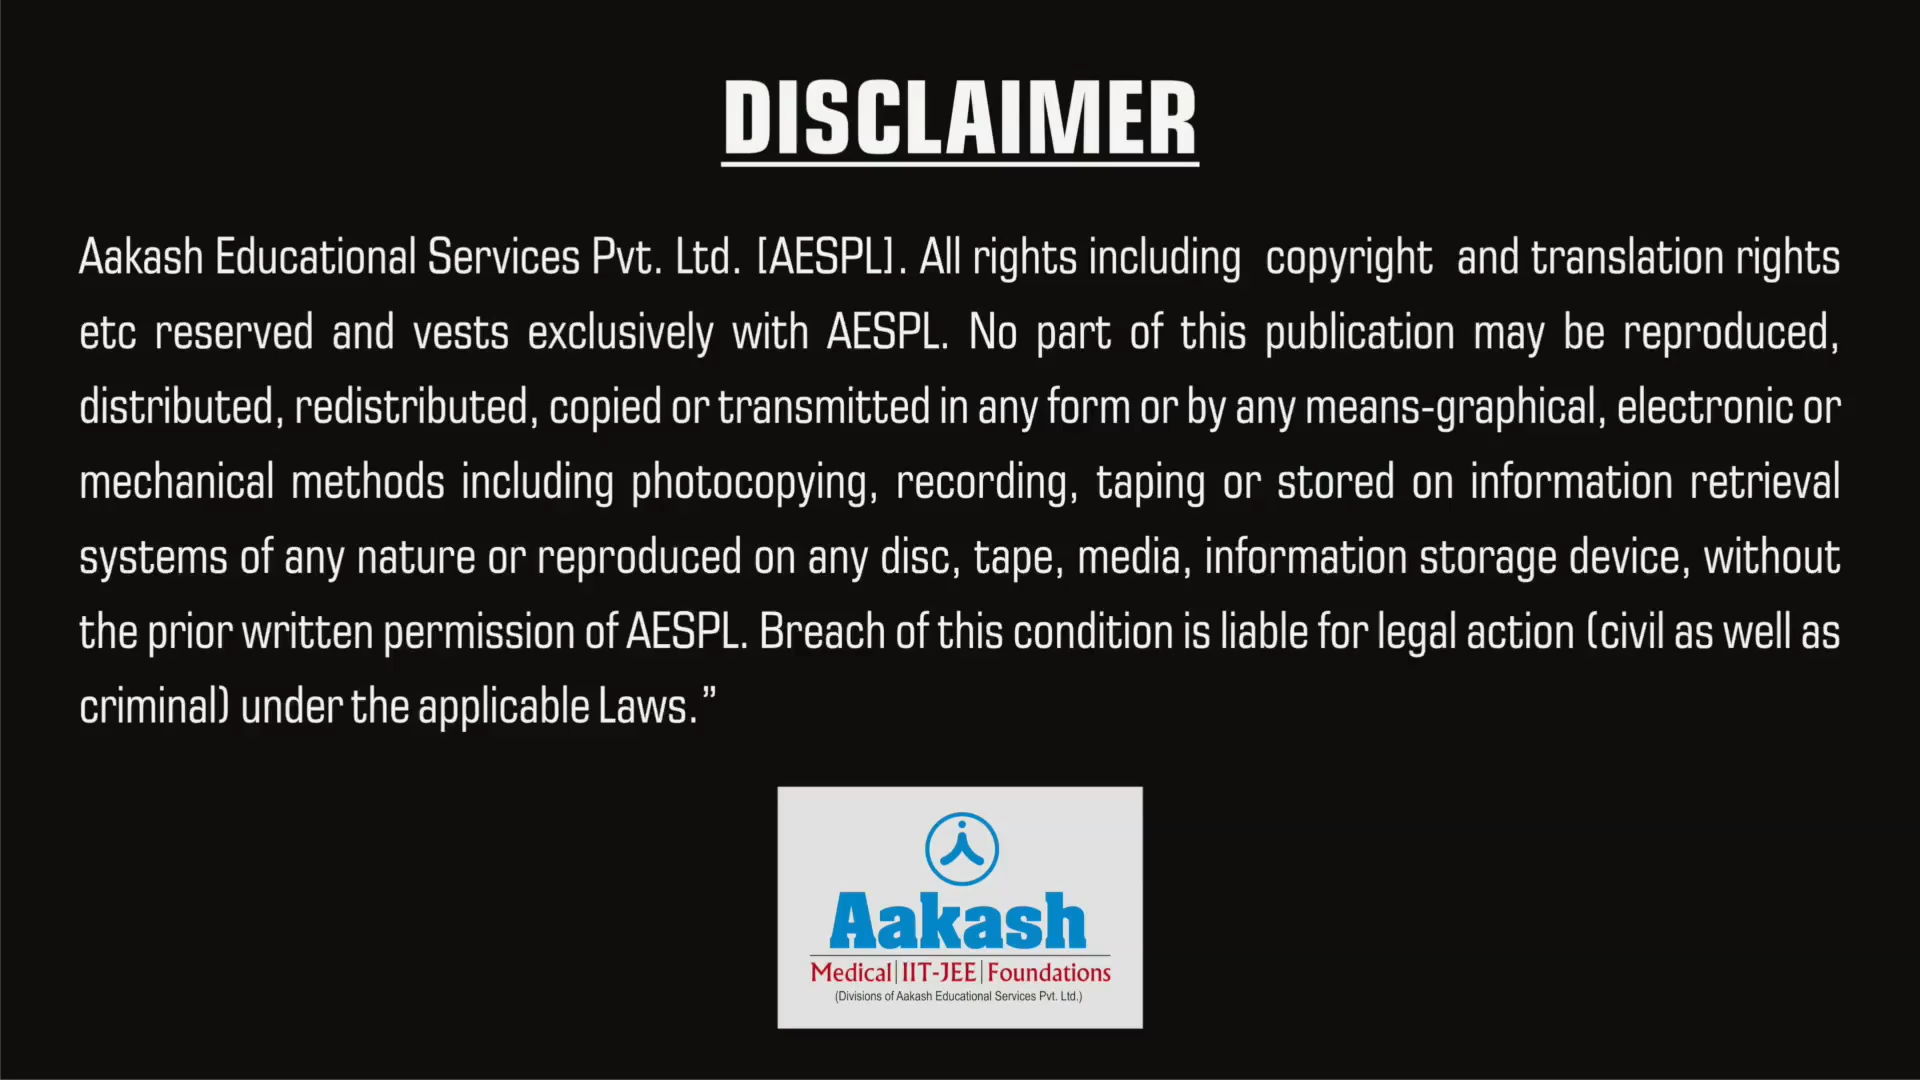 DISCLAIMER
Aakash Educational Services Pvt. Ltd. [AESPL]. All rights including copyright and translation rights
etc reserved and vests exclusively with AESPL. No part of this publication may be reproduced,
distributed, redistributed, copied or transmitted in any form or by any means-graphical, electronic or
mechanical methods including photocopying, recording, taping or stored on information retrieval
systems of any nature or reproduced on any disc, tape, media, information storage device, without
the prior written permission of AESPL. Breach of this condition is liable for legal action (civil as well as
criminal) under the applicable Laws.”
Aakash
Medical|IIT-JEE|Foundations
(Divisions of Aakash Educational Services Pvt. Ltd.)